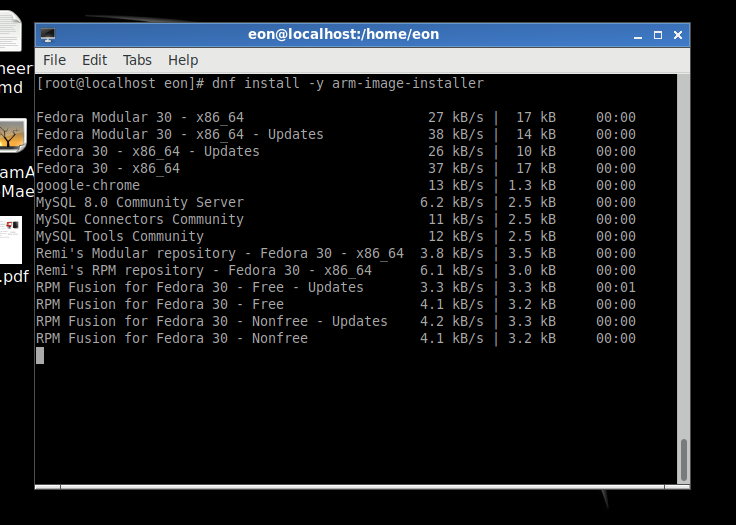 eon@localhost:/home/eon
File Edit Tabs Help
[root@localhost eon]# dnf install -y arm-image-installer
Fedora Modular 30 - x86_64 27 kB/s | 17 kB 00:00
Fedora Modular 30 - x86_64 - Updates 38 kB/s | 14 kB 00:00
Fedora 30 - x86_64 - Updates 26 kB/s | 10 kB 00:00
Fedora 30 - x86_64 37 kB/s | 17 kB 00:00
google-chrome 13 kB/s | 1.3 kB 00:00
MySQL 8.0 Community Server 6.2 kB/s | 2.5 kB 00:00
MySQL Connectors Community 11 kB/s | 2.5 kB 00:00
MySQL Tools Community 12 kB/s | 2.5 kB 00:00
Remi's Modular repository - Fedora 30 - x86_64 3.8 kB/s | 3.5 kB 00:00
Remi's RPM repository - Fedora 30 - x86_64 6.1 kB/s | 3.0 kB 00:00
RPM Fusion for Fedora 30 - Free - Updates 3.3 kB/s | 3.3 kB 00:01
RPM Fusion for Fedora 30 - Free 4.1 kB/s | 3.2 kB 00:00
RPM Fusion for Fedora 30 - Nonfree - Updates 4.2 kB/s | 3.3 kB 00:00
RPM Fusion for Fedora 30 - Nonfree 4.1 kB/s | 3.2 kB 00:00
neer
md
amA
Mae
.pdf